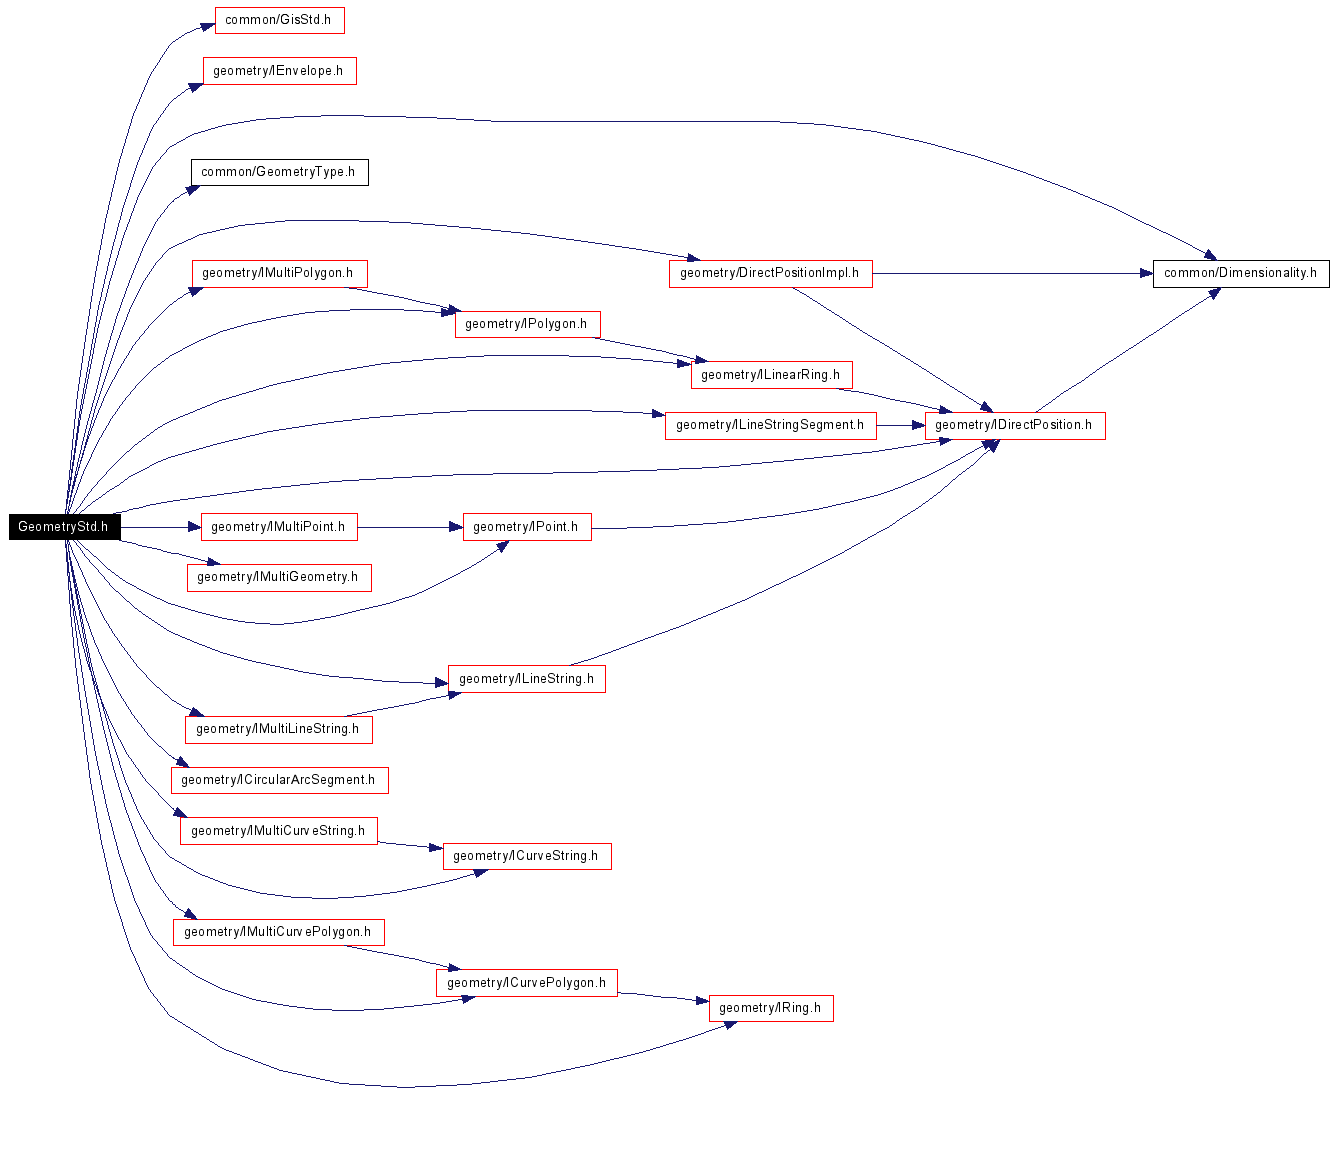 common/GisStd.h
geometry/IEnvelope.h
common/GeometryType.h
geometry/IMultiPolygon.h
geometry/DirectPositionImpl.h
common/Dimensionality.h
geometry/IPolygon.h
geometry/ILinearRing.h
geometry/ILineStringSegment.h
geometry/IDirectPosition.h
GeometryStd.h
geometry/IMultiPoint.h
geometry/IPoint.h
geometry/IMultiGeometry.h
geometry/ILineString.h
geometry/IMultiLineString.h
geometry/ICircularArcSegment.h
geometry/IMultiCurveString.h
geometry/ICurveString.h
geometry/IMultiCurvePolygon.h
geometry/ICurvePolygon.h
geometry/IRing.h